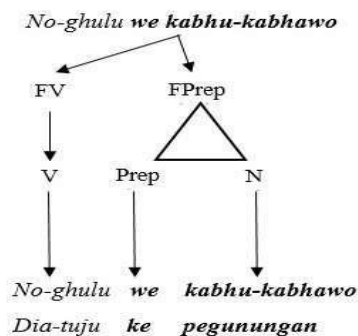 No-ghulu we kabhu-kabhawo
FV FPrep
V Prep N
No-ghulu we kabhu-kabhawo
Dia-tuju ke pegunungan